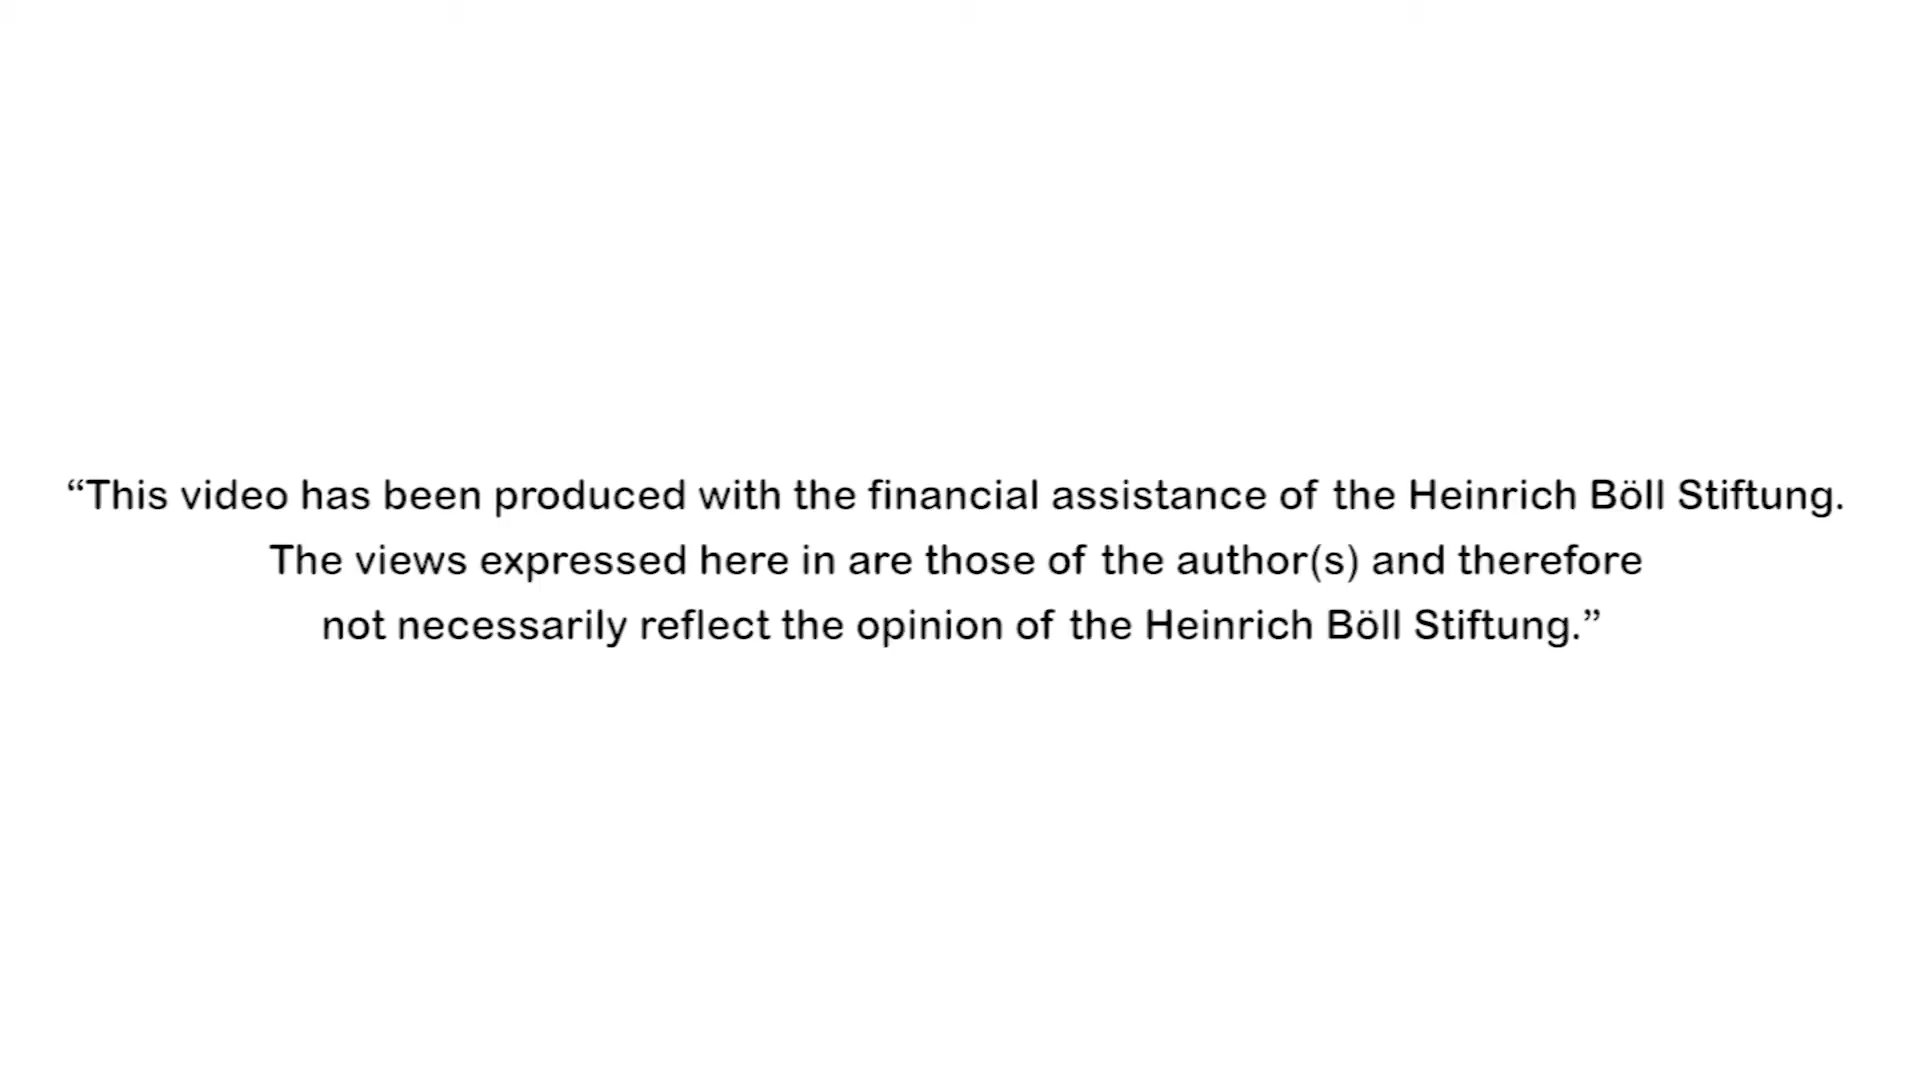 “This video has been produced with the financial assistance of the Heinrich Böll Stiftung.
The views expressed here in are those of the author(s) and therefore
not necessarily reflect the opinion of the Heinrich Böll Stiftung.”